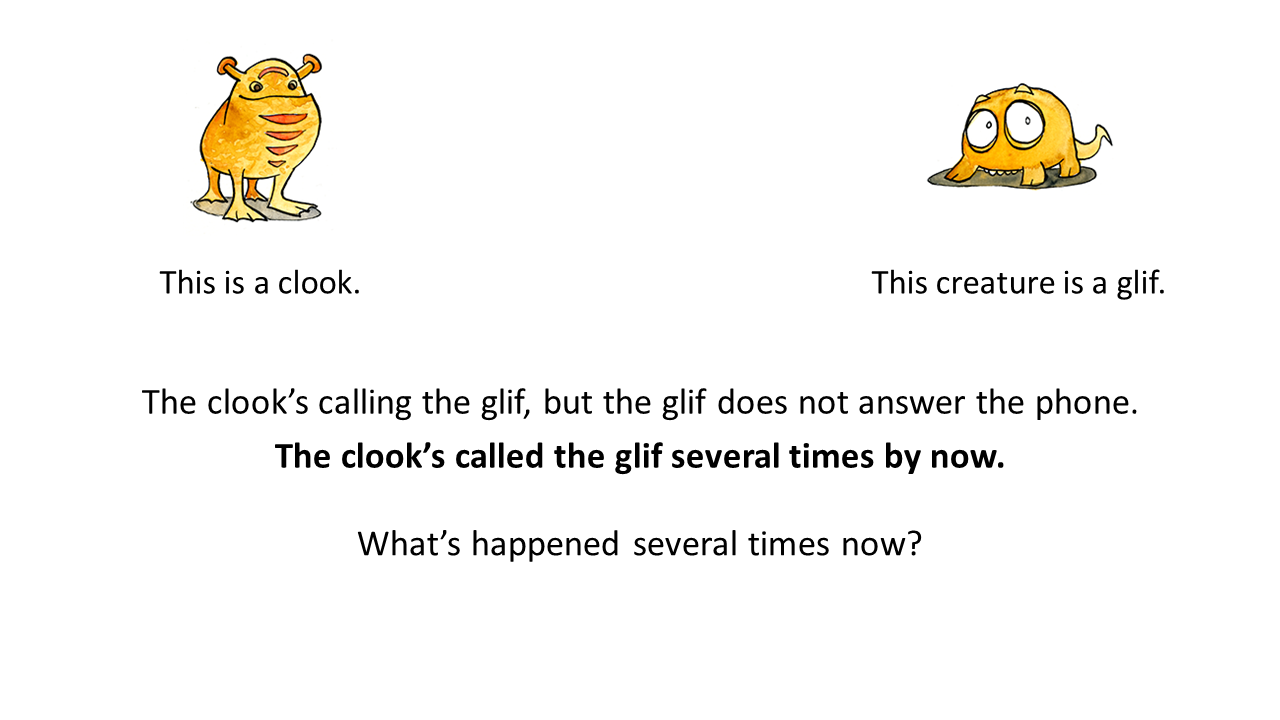 This is a clook.
This creature is a glif.
The clook’s calling the glif, but the glif does not answer the phone.
The clook’s called the glif several times by now.
What’s happened several times now?